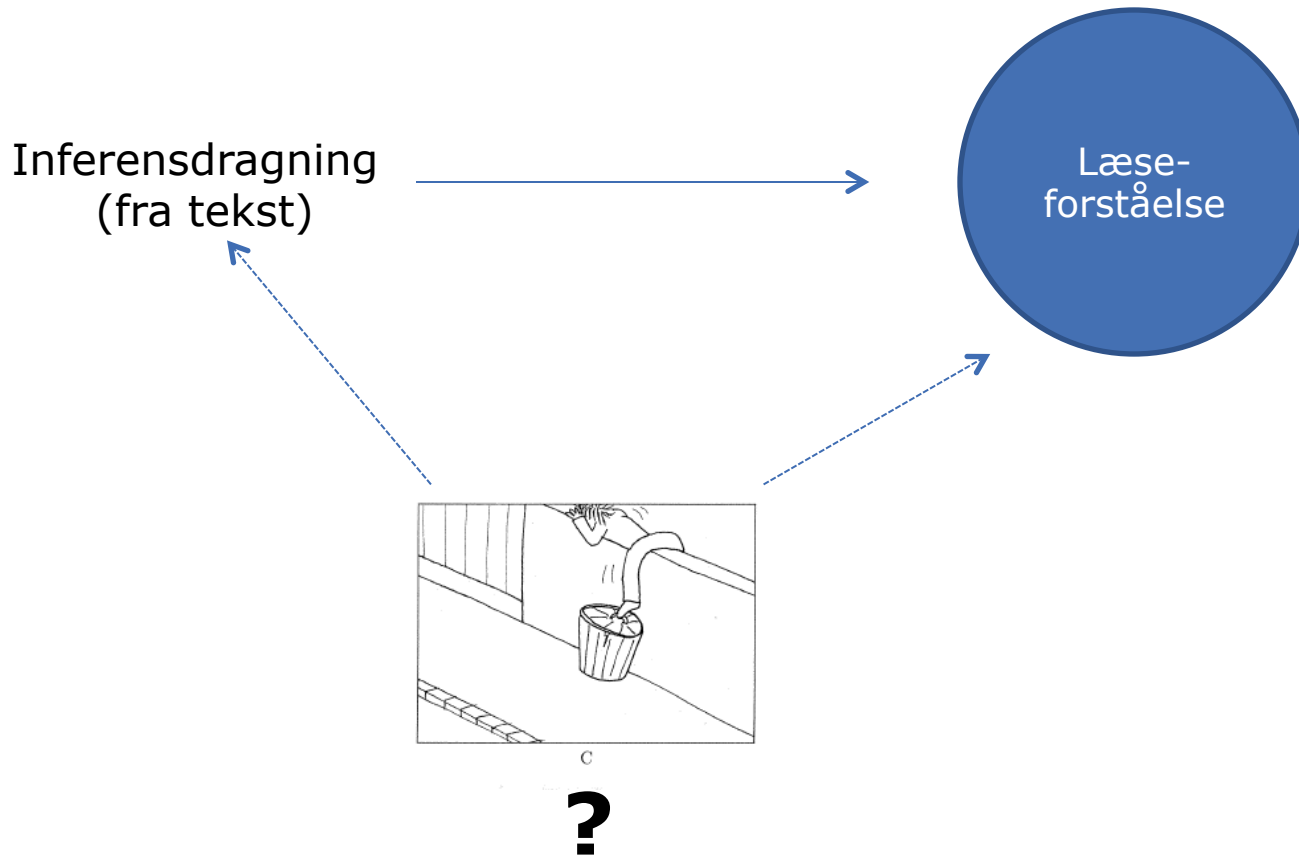 Inferensdragning
(fra tekst)
Læse-
forståelse
C
?